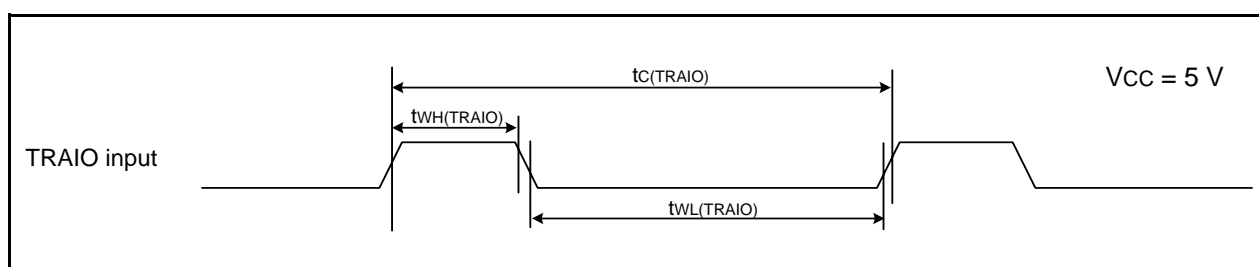 tC(TRAIO)
VCC = 5 V
tWH(TRAIO)
TRAIO input
tWL(TRAIO)